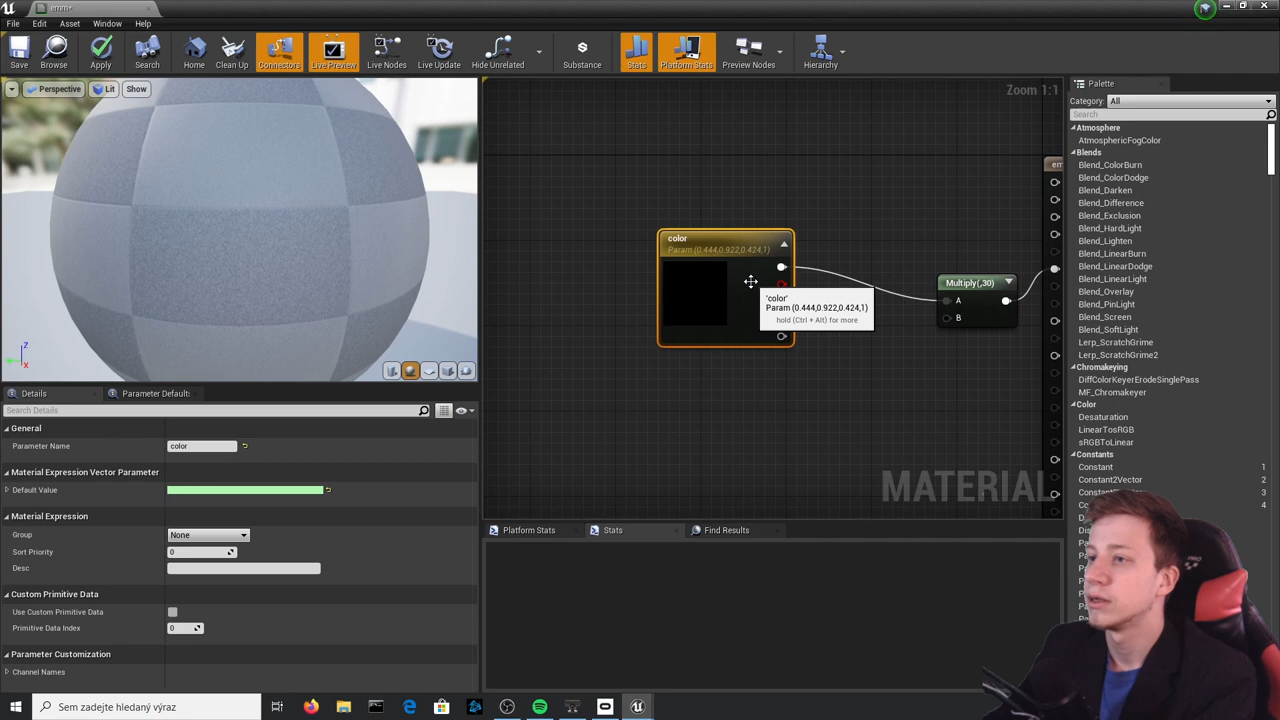 emm*
File Edit Asset Window Help
Save Browse Apply Search Home Clean Up Connectors Live Preview Live Nodes Live Update Hide Unrelated Substance Stats Platform Stats Preview Nodes Hierarchy
Perspective Lit Show
Zoom 1:1
Palette
Category: All
Search
Atmosphere
AtmosphericFogColor
Blends
Blend_ColorBurn
Blend_ColorDodge
Blend_Darken
Blend_Difference
Blend_Exclusion
Blend_HardLight
Blend_Lighten
Blend_LinearBurn
Blend_LinearDodge
Blend_LinearLight
Blend_Overlay
Blend_PinLight
Blend_Screen
Blend_SoftLight
Lerp_ScratchGrime
Lerp_ScratchGrime2
Chromakeying
DiffColorKeyerErodeSinglePass
MF_Chromakeyer
Color
Desaturation
LinearTosRGB
sRGBToLinear
Constants
Constant 1
Constant2Vector 2
3
4
color
Param (0.444,0.922,0.424,1)
'color'
Param (0.444,0.922,0.424,1)
hold (Ctrl + Alt) for more
Multiply(,30)
A
B
em
MATERIAL
Z
X
Details Parameter Default
Search Details
General
Parameter Name color
Material Expression Vector Parameter
Default Value
Material Expression
Group None
Sort Priority 0
Desc
Custom Primitive Data
Use Custom Primitive Data
Primitive Data Index 0
Parameter Customization
Channel Names
Platform Stats Stats Find Results
Sem zadejte hledaný výraz